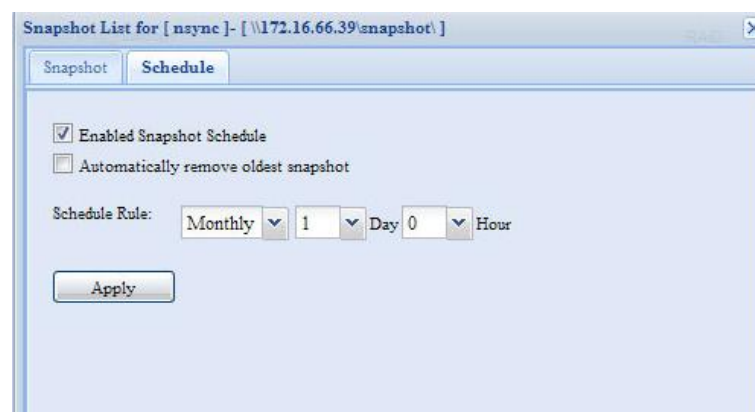 Snapshot List for [ nsync ]- [ \\172.16.66.39\snapshot\ ]
Snapshot Schedule
Enabled Snapshot Schedule
Automatically remove oldest snapshot
Schedule Rule: Monthly 1 Day 0 Hour
Apply